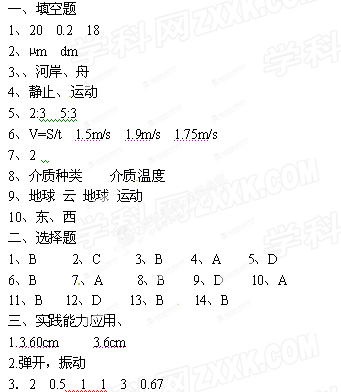 一、填空题
1、 20 0.2 18
2、 μm dm
3、、河岸、舟
4、静止、运动
5、 2:3 5:3
6、 V=S/t 1.5m/s 1.9m/s 1.75m/s
7、 2
8、 介质种类 介质温度
9、 地球 云 地球 运动
10、东、西
二、选择题
1、 B 2、 C 3、 B 4、 A 5、 D
6、 B 7、 A 8、 B 9、 D 10、 A
11、 B 12、 D 13、 B 14、 B
三、实践能力应用、
1.3.60cm 3.6cm
2.弹开，振动
3. 2 0.5 1 1 3 0.67